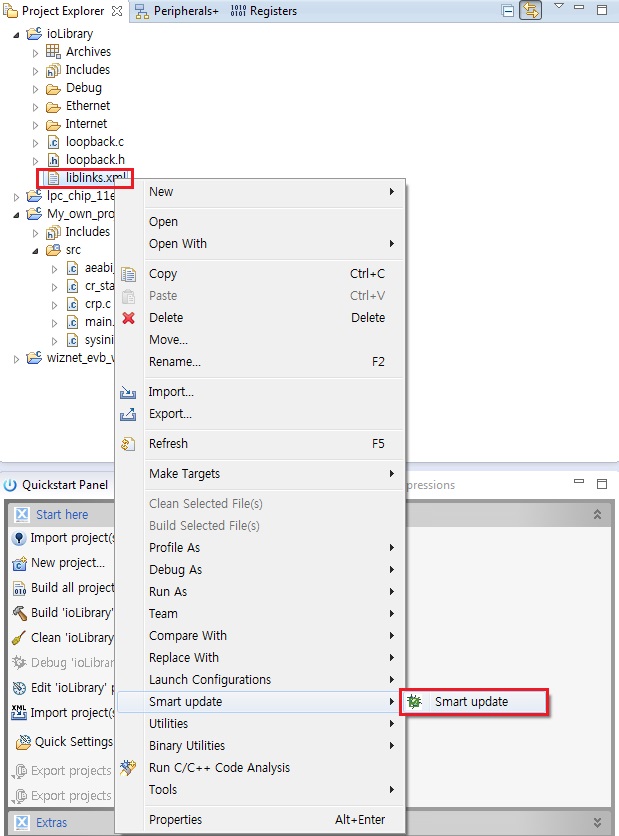 Project Explorer Peripherals+ Registers
ioLibrary
Archives
Includes
Debug
Ethernet
Internet
loopback.c
loopback.h
liblinks.xml
lpc_chip_11e
My_own_pro
Includes
src
aeabi_
cr_sta
crp.c
main.
sysini
wiznet_evb_w
New
Open
Open With
Copy Ctrl+C
Paste Ctrl+V
Delete Delete
Move...
Rename... F2
Import...
Export...
Refresh F5
Make Targets
Clean Selected File(s)
Build Selected File(s)
Profile As
Debug As
Run As
Team
Compare With
Replace With
Launch Configurations
Smart update Smart update
Utilities
Binary Utilities
Run C/C++ Code Analysis
Tools
Properties Alt+Enter
Quickstart Panel pressions
Start here
Import project(s
New project...
Build all project
Build 'ioLibrary'
Clean 'ioLibrary
Debug 'ioLibrar
Edit 'ioLibrary' p
XML Import project(s
Quick Settings
Export projects
Export projects
Extras